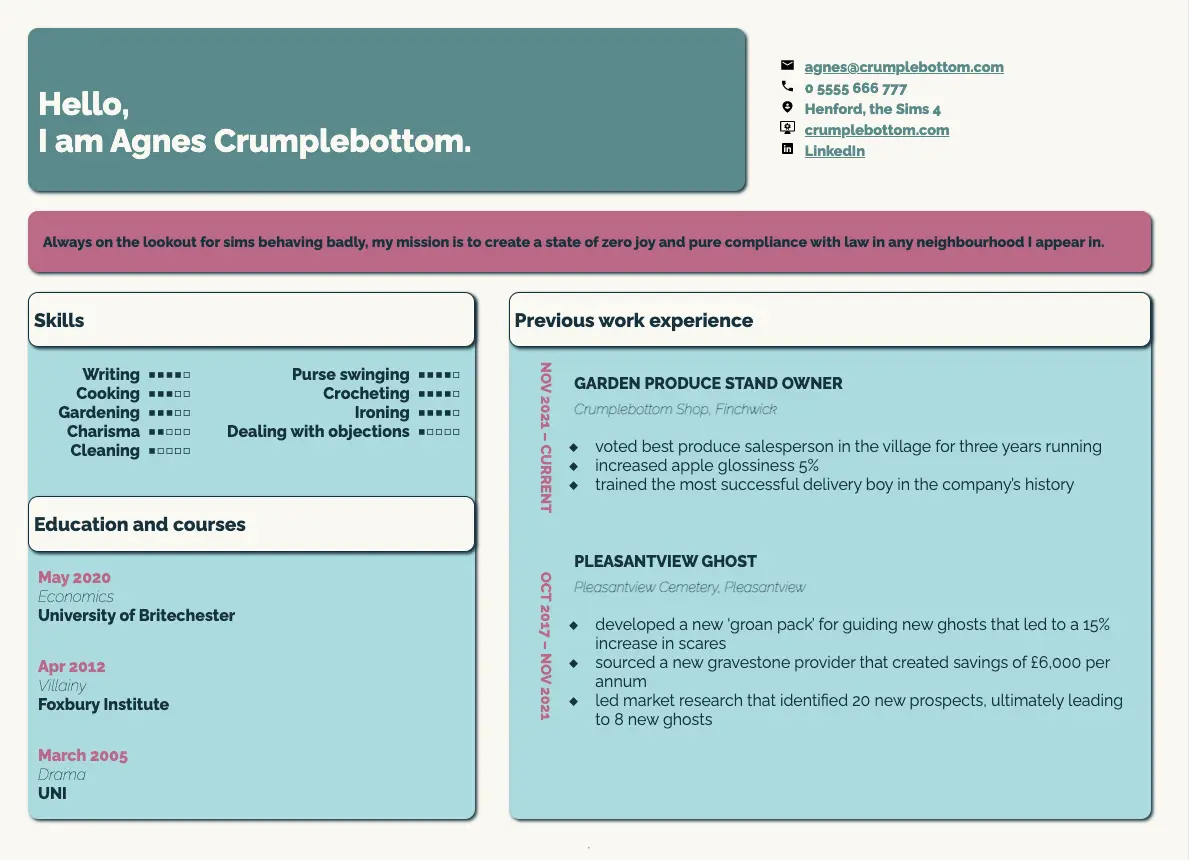 Hello,
I am Agnes Crumplebottom.
agnes@crumplebottom.com
0 5555 666 777
Henford, the Sims 4
crumplebottom.com
LinkedIn
Always on the lookout for sims behaving badly, my mission is to create a state of zero joy and pure compliance with law in any neighbourhood I appear in.
Skills
Writing ▪▪▪▪▫
Cooking ▪▪▪▫▫
Gardening ▪▪▪▫▫
Charisma ▪▪▫▫▫
Cleaning ▪▫▫▫▫
Purse swinging ▪▪▪▪▫
Crocheting ▪▪▪▪▫
Ironing ▪▪▪▪▫
Dealing with objections ▪▫▫▫▫
Education and courses
May 2020
Economics
University of Britechester
Apr 2012
Villainy
Foxbury Institute
March 2005
Drama
UNI
Previous work experience
NOV 2021 – CURRENT
GARDEN PRODUCE STAND OWNER
Crumplebottom Shop, Finchwick
◆ voted best produce salesperson in the village for three years running
◆ increased apple glossiness 5%
◆ trained the most successful delivery boy in the company's history
OCT 2017 – NOV 2021
PLEASANTVIEW GHOST
Pleasantview Cemetery, Pleasantview
◆ developed a new 'groan pack' for guiding new ghosts that led to a 15%
increase in scares
◆ sourced a new gravestone provider that created savings of £6,000 per
annum
◆ led market research that identified 20 new prospects, ultimately leading
to 8 new ghosts